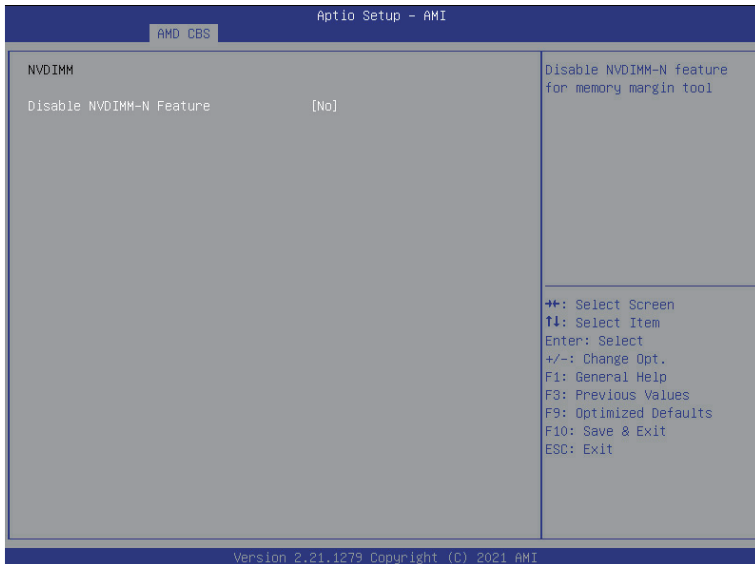 Aptio Setup – AMI
AMD CBS
NVDIMM
Disable NVDIMM-N Feature [No]
Disable NVDIMM-N feature
for memory margin tool
→←: Select Screen
↑↓: Select Item
Enter: Select
+/-: Change Opt.
F1: General Help
F3: Previous Values
F9: Optimized Defaults
F10: Save & Exit
ESC: Exit
Version 2.21.1279 Copyright (C) 2021 AMI